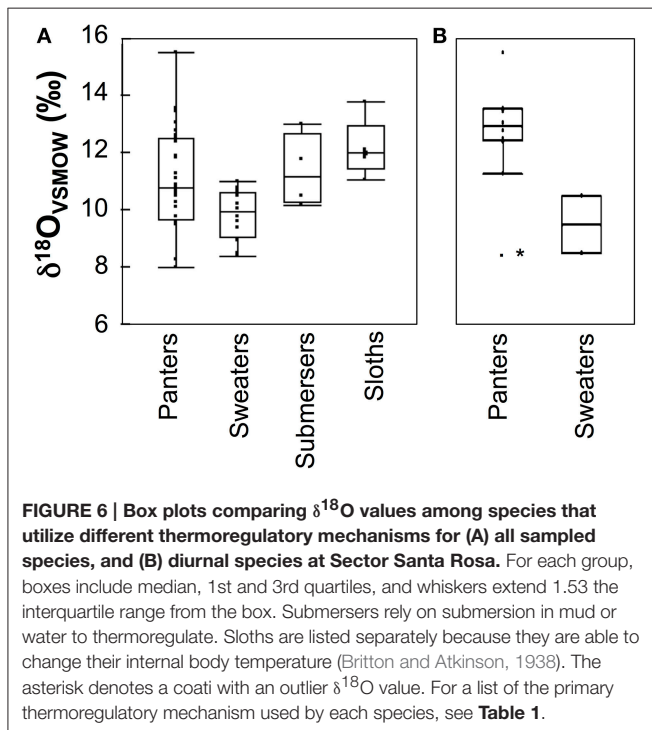 A
B
16
14
12
10
8
6
δ18OVSMOW (‰)
*
Panters
Sweaters
Submersers
Sloths
Panters
Sweaters
FIGURE 6 | Box plots comparing δ18O values among species that
utilize different thermoregulatory mechanisms for (A) all sampled
species, and (B) diurnal species at Sector Santa Rosa. For each group,
boxes include median, 1st and 3rd quartiles, and whiskers extend 1.53 the
interquartile range from the box. Submersers rely on submersion in mud or
water to thermoregulate. Sloths are listed separately because they are able to
change their internal body temperature (Britton and Atkinson, 1938). The
asterisk denotes a coati with an outlier δ18O value. For a list of the primary
thermoregulatory mechanism used by each species, see Table 1.